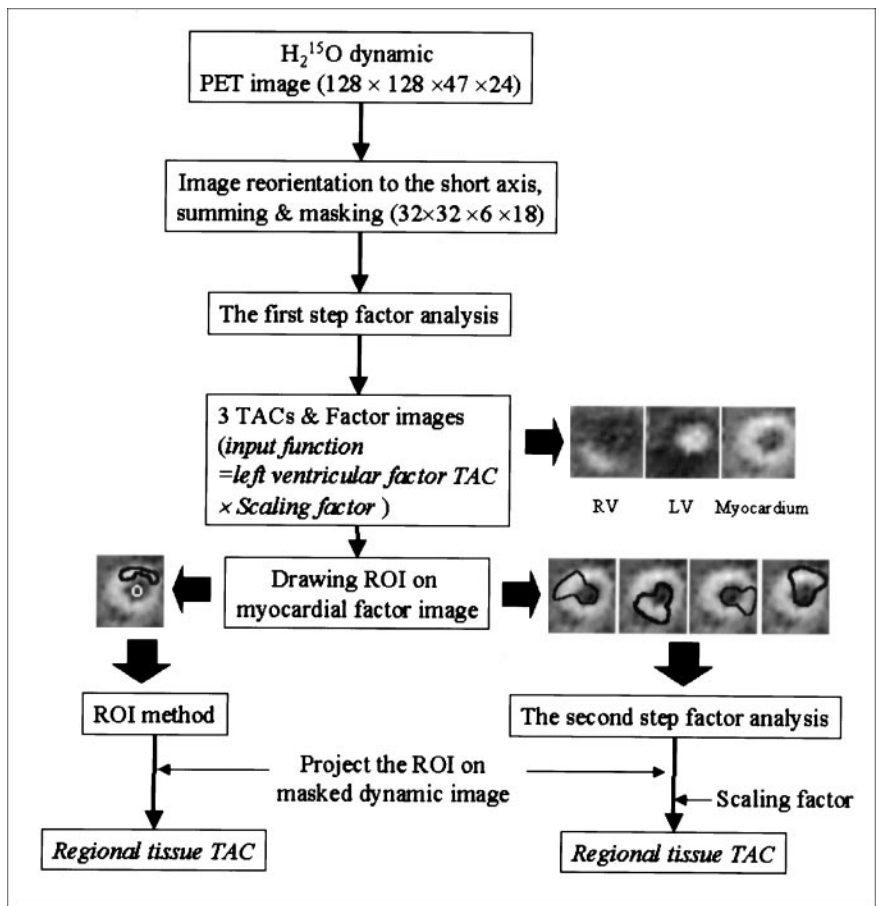 H₂¹⁵O dynamic
PET image (128 × 128 ×47 ×24)
Image reorientation to the short axis,
summing & masking (32×32 ×6 ×18)
The first step factor analysis
3 TACs & Factor images
(input function
=left ventricular factor TAC
× Scaling factor )
RV LV Myocardium
Drawing ROI on
myocardial factor image
ROI method
The second step factor analysis
Project the ROI on
masked dynamic image
Scaling factor
Regional tissue TAC
Regional tissue TAC